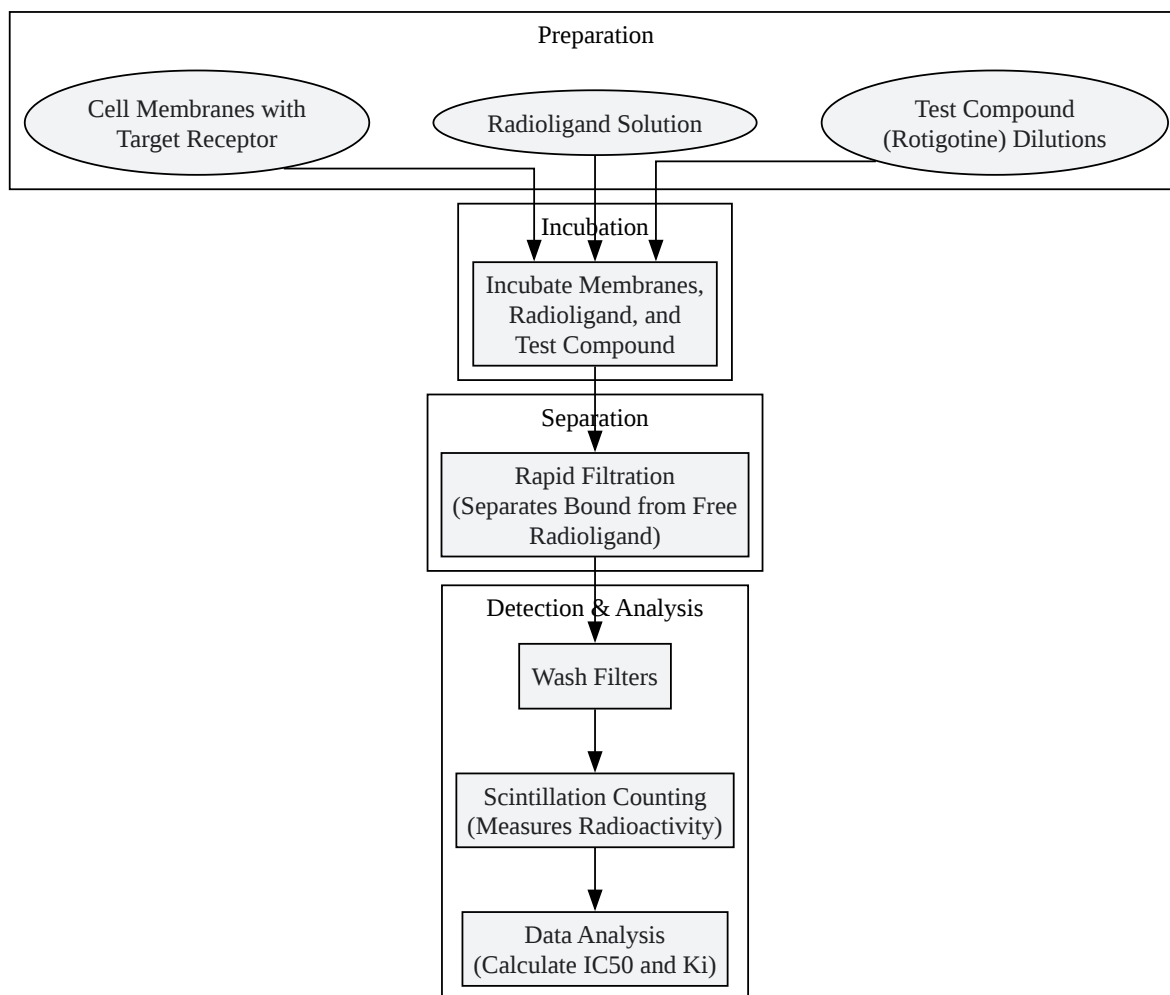 Preparation
Cell Membranes with
Target Receptor
Radioligand Solution
Test Compound
(Rotigotine) Dilutions
Incubation
Incubate Membranes,
Radioligand, and
Test Compound
Separation
Rapid Filtration
(Separates Bound from Free
Radioligand)
Detection & Analysis
Wash Filters
Scintillation Counting
(Measures Radioactivity)
Data Analysis
(Calculate IC50 and Ki)